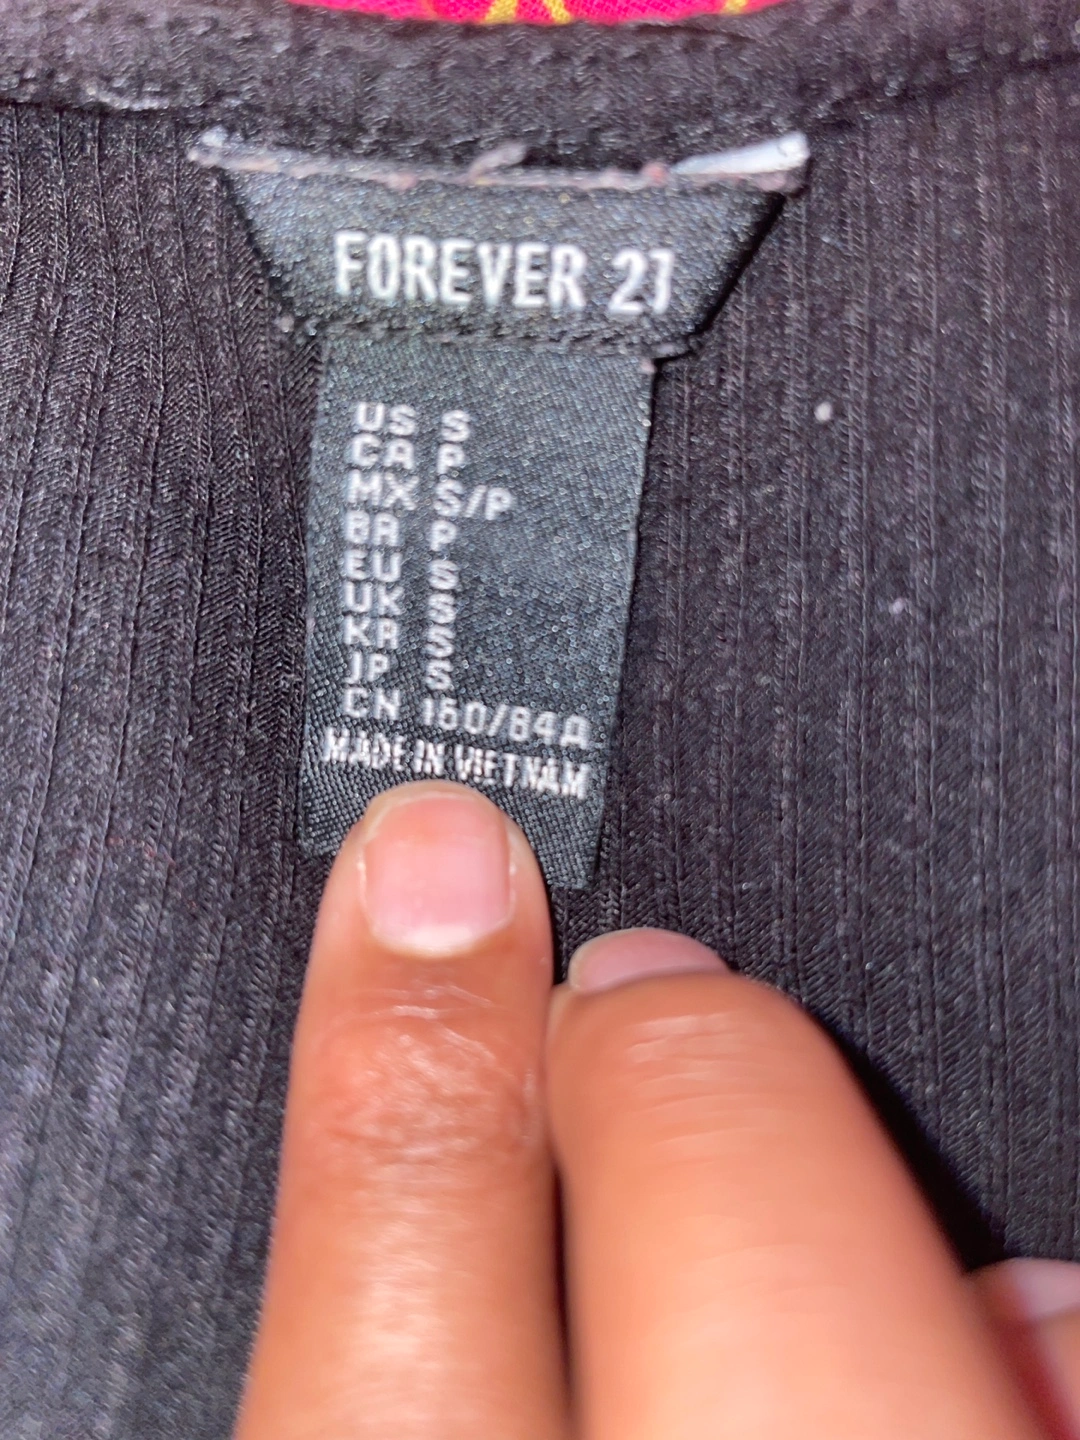 FOREVER 21
US S
CA P
MX S/P
BR P
EU S
UK S
KR S
JP S
CN 160/84A
MADE IN VIETNAM